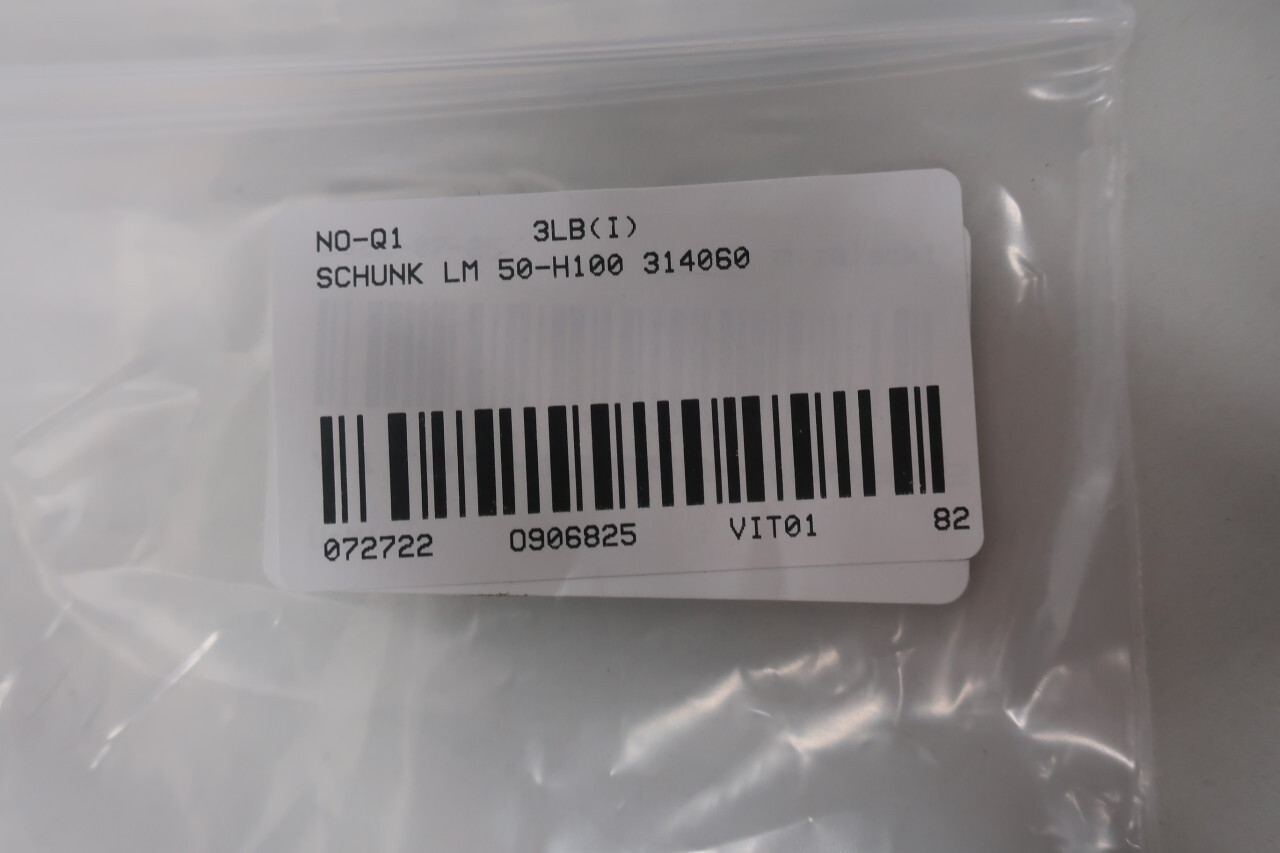 NO-Q1 3LB(I)
SCHUNK LM 50-H100 314060
072722 0906825 VIT01 82